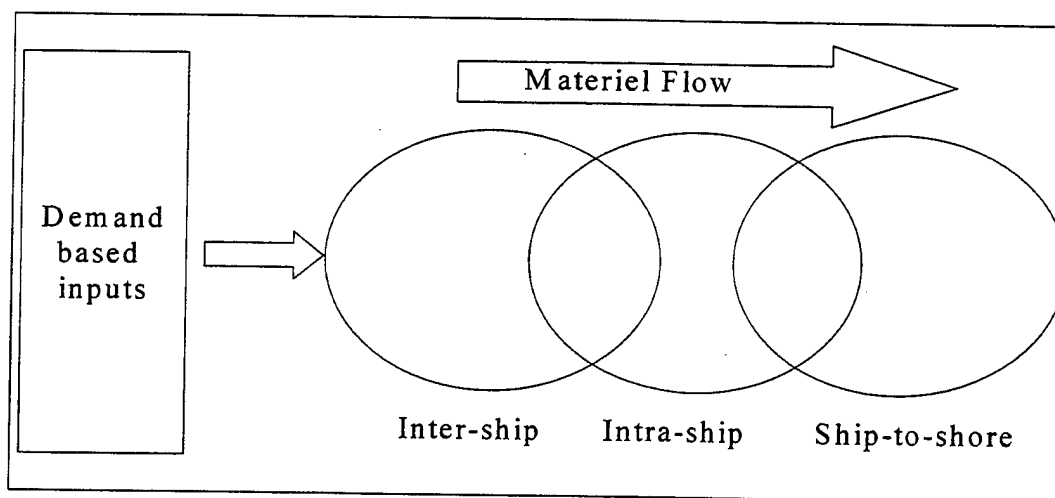 Materiel Flow
Demand
based
inputs
Inter-ship
Intra-ship
Ship-to-shore